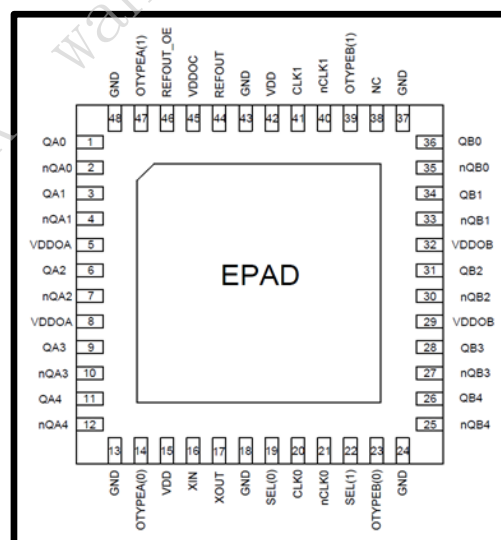 GND OTYPEA(1) REFOUT_OE VDDOC REFOUT GND VDD CLK1 nCLK1 OTYPEB(1) NC GND
48 47 46 45 44 43 42 41 40 39 38 37
QA0 1 36 QB0
nQA0 2 35 nQB0
QA1 3 34 QB1
nQA1 4 33 nQB1
VDDOA 5 32 VDDOB
QA2 6 31 QB2
EPAD
nQA2 7 30 nQB2
VDDOA 8 29 VDDOB
QA3 9 28 QB3
nQA3 10 27 nQB3
QA4 11 26 QB4
nQA4 12 25 nQB4
13 14 15 16 17 18 19 20 21 22 23 24
GND OTYPEA(0) VDD XIN XOUT GND SEL(0) CLK0 nCLK0 SEL(1) OTYPEB(0) GND